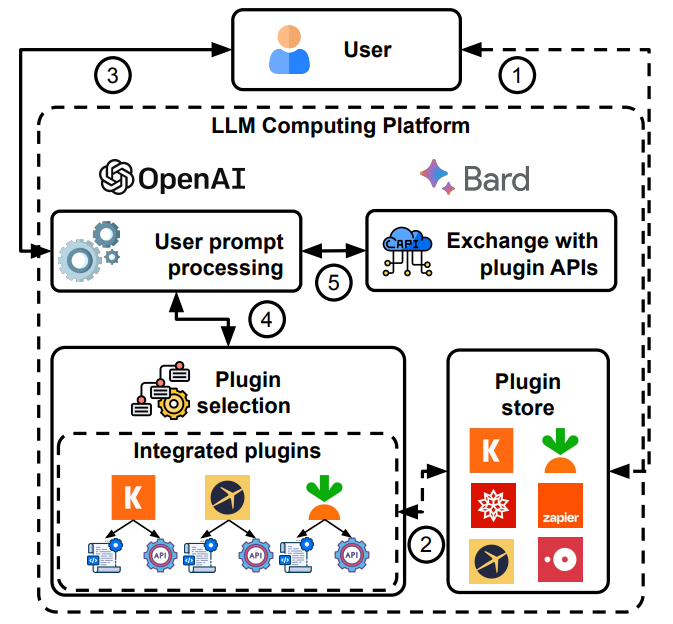 User
3
1
LLM Computing Platform
OpenAI
Bard
User prompt
processing
API
Exchange with
plugin APIs
5
4
Plugin
selection
Plugin
store
Integrated plugins
K
K
zapier
API
API
API
2